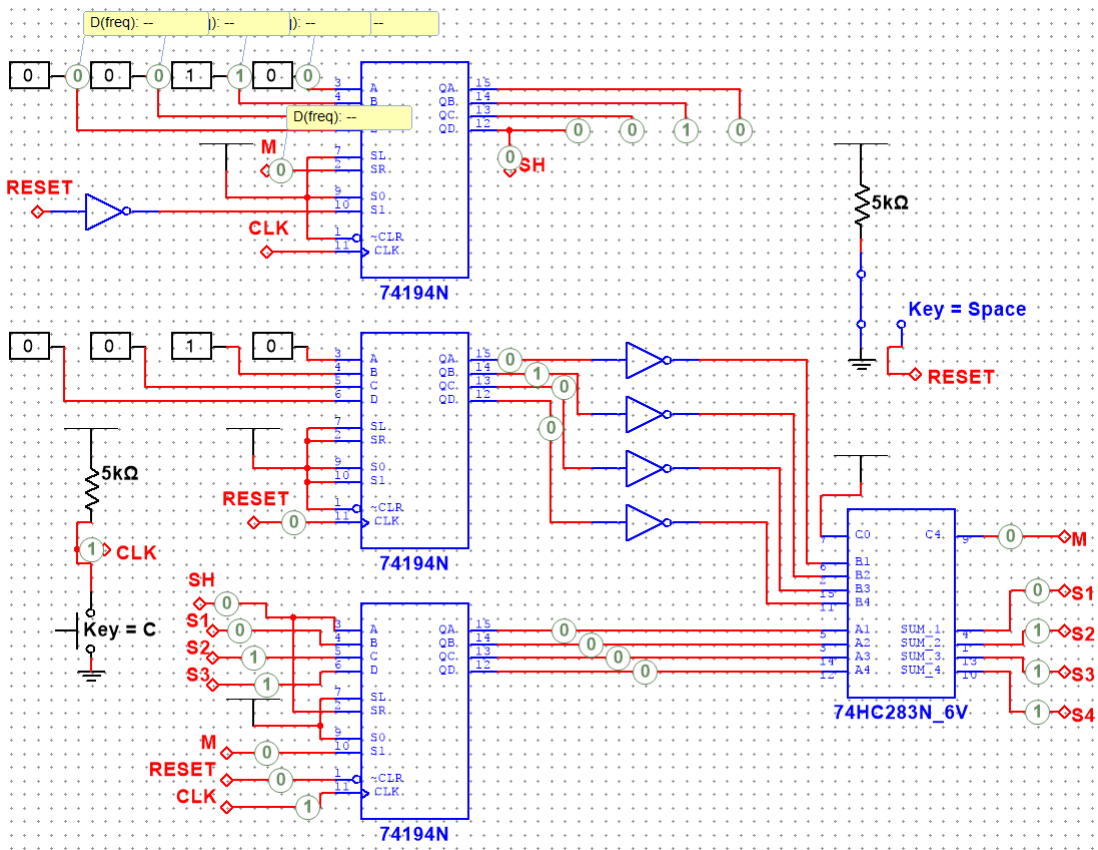 D(freq): -- ): -- ): -- --
0 0 0 0 1 1 0 0
3 A QA. 15
4 B QB. 14
QC. 13
QD. 12
0 0 1 0
D(freq): --
M 0
7 SL
2 SR
0 SH
RESET
9 S0.
10 S1.
CLK
1 ~CLR
11 CLK
74194N
5kΩ
Key = Space
RESET
0 0 1 0
3 A QA. 15 0
4 B QB. 14 1
5 C QC. 13 0
6 D QD. 12 0
7 SL
2 SR
9 S0
10 S1.
5kΩ
RESET 0
1 ~CLR
11 CLK
74194N
1 CLK
7 C0 C4. 9 0 M
6 B1
2 B2
15 B3
11 B4
5 A1 SUM_1. 4 0 S1
3 A2 SUM_2. 1 1 S2
14 A3 SUM_3. 13 1 S3
12 A4 SUM_4. 10 1 S4
74HC283N_6V
Key = C
SH 0
S1 0
S2 1
S3 1
3 A QA. 15 0
4 B QB. 14 0
5 C QC. 13 0
6 D QD. 12 0
7 SL
2 SR
9 S0
10 S1.
M 0
RESET 0
CLK 1
1 ~CLR
11 CLK
74194N